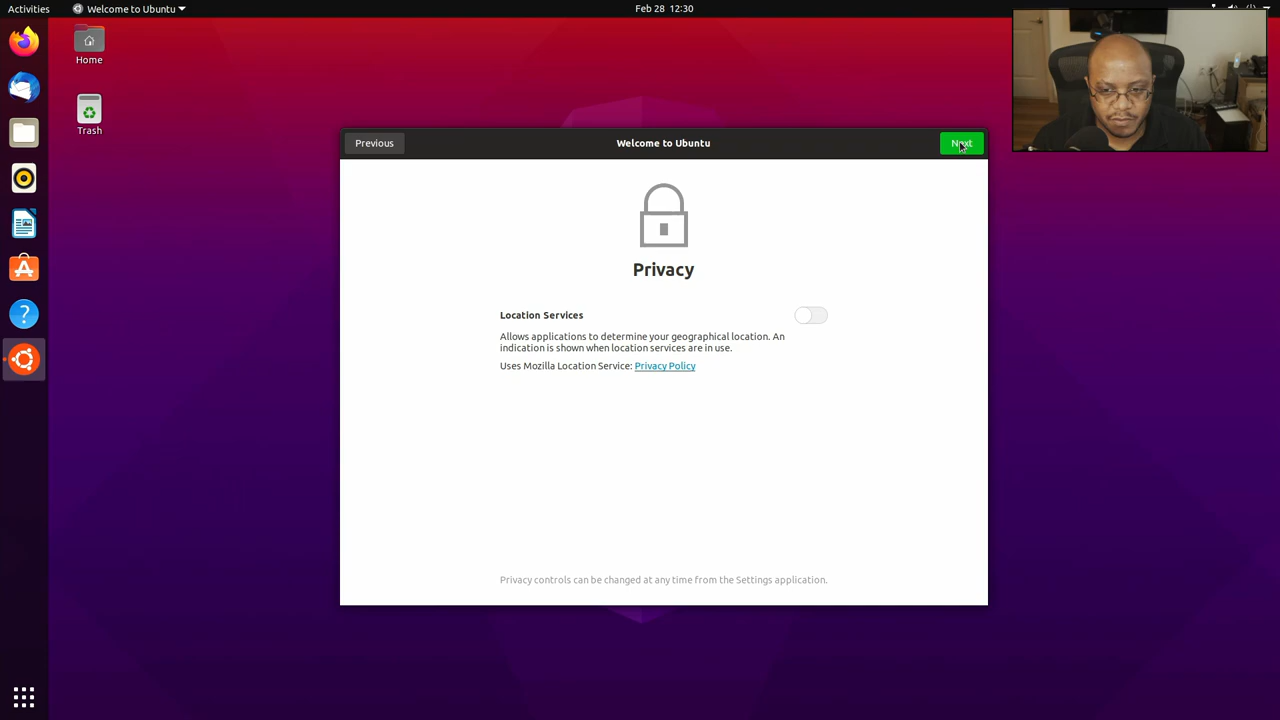 Activities
Welcome to Ubuntu
Feb 28 12:30
Home
Trash
Previous
Welcome to Ubuntu
Next
Privacy
Location Services
Allows applications to determine your geographical location. An
indication is shown when location services are in use.
Uses Mozilla Location Service: Privacy Policy
Privacy controls can be changed at any time from the Settings application.